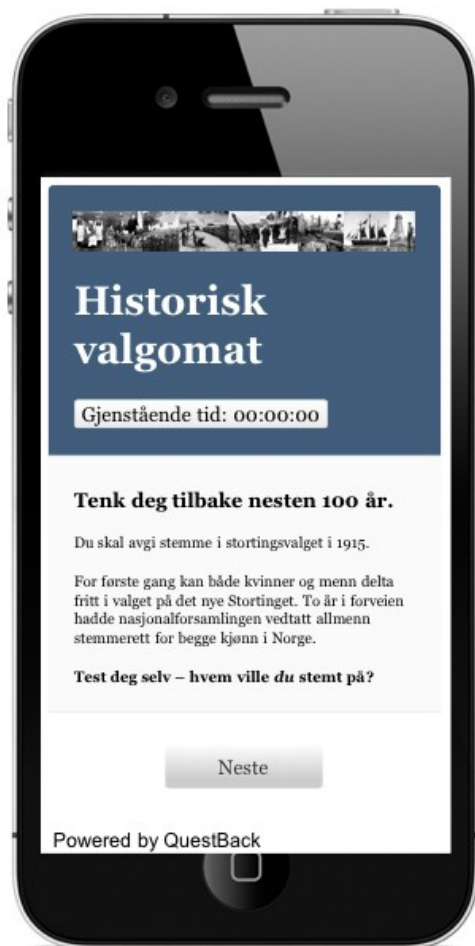 Historisk
valgomat
Gjenstående tid: 00:00:00
Tenk deg tilbake nesten 100 år.
Du skal avgi stemme i stortingsvalget i 1915.
For første gang kan både kvinner og menn delta
fritt i valget på det nye Stortinget. To år i forveien
hadde nasjonalforsamlingen vedtatt allmenn
stemmerett for begge kjønn i Norge.
Test deg selv – hvem ville du stemt på?
Neste
Powered by QuestBack